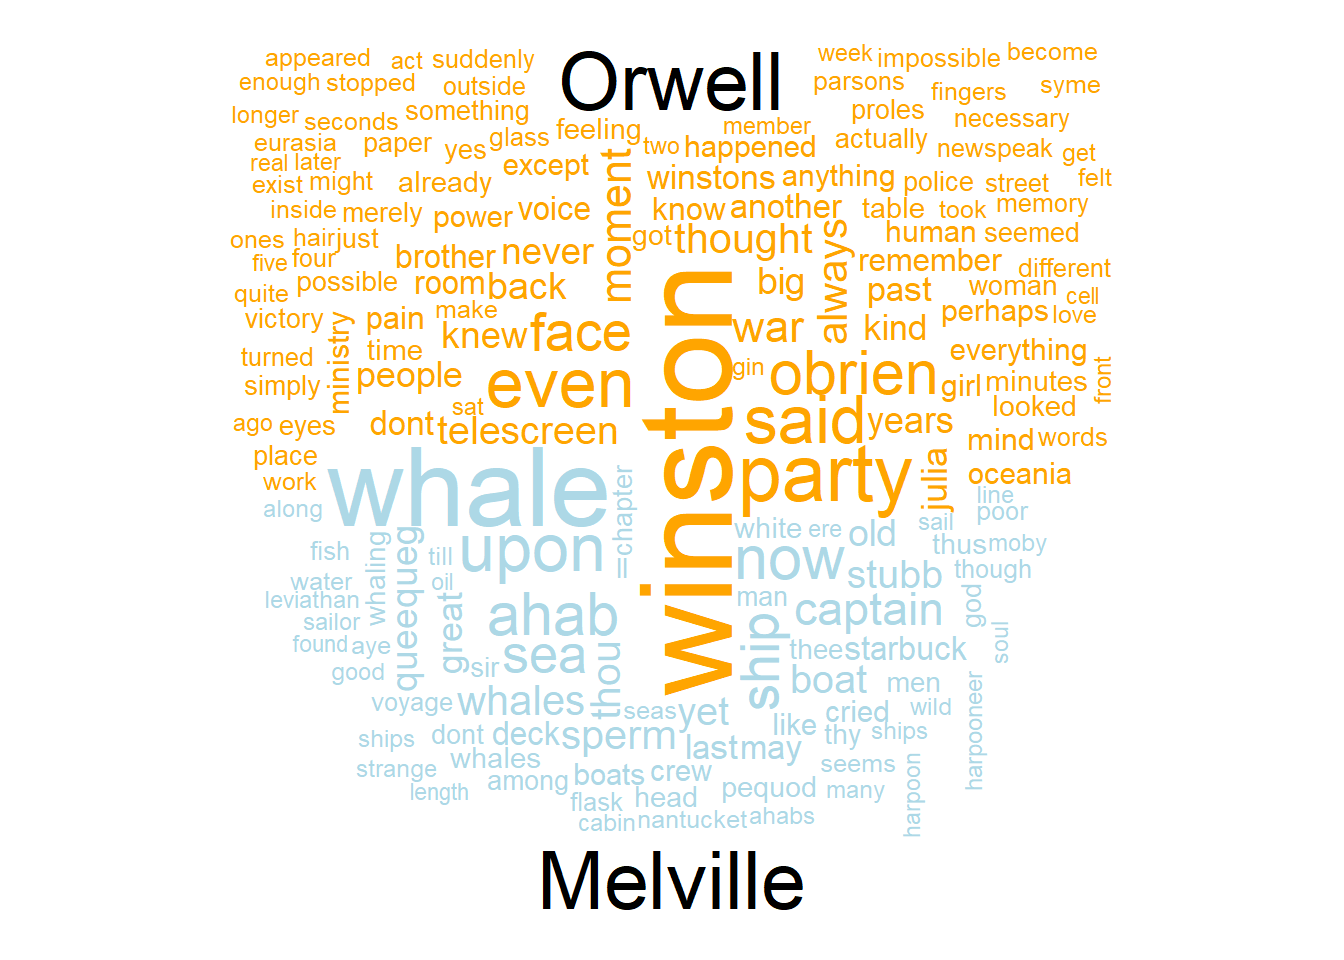 Orwell
appeared act suddenly week impossible become
enough stopped outside parsons fingers syme
longer seconds something proles necessary
eurasia paper yes glass feeling member actually newspeak get
real later except two happened
exist might already winstons anything police street felt
inside merely power voice moment know another table took memory
ones hair just brother never got thought always human seemed
five four possible room back big remember different
quite past woman cell
victory pain make knew face war kind perhaps love
turned ministry time everything
simply people even gin obrien girl minutes front
ago eyes dont sat telescreen said years looked
place mind words
work party julia oceania
winston
whale
along chapter line
fish whaling queequeg till upon white ere old sail poor
water oil now thus moby
leviathan stubb though
sailor great ahab man captain god
found aye sea thou ship thee starbuck soul
good sir boat men
voyage whales seas yet cried wild harpooneer
ships dont deck sperm like thy ships
strange whales last may seems
length among boats crew pequod many
flask head harpoon
cabin nantucket ahabs
Melville